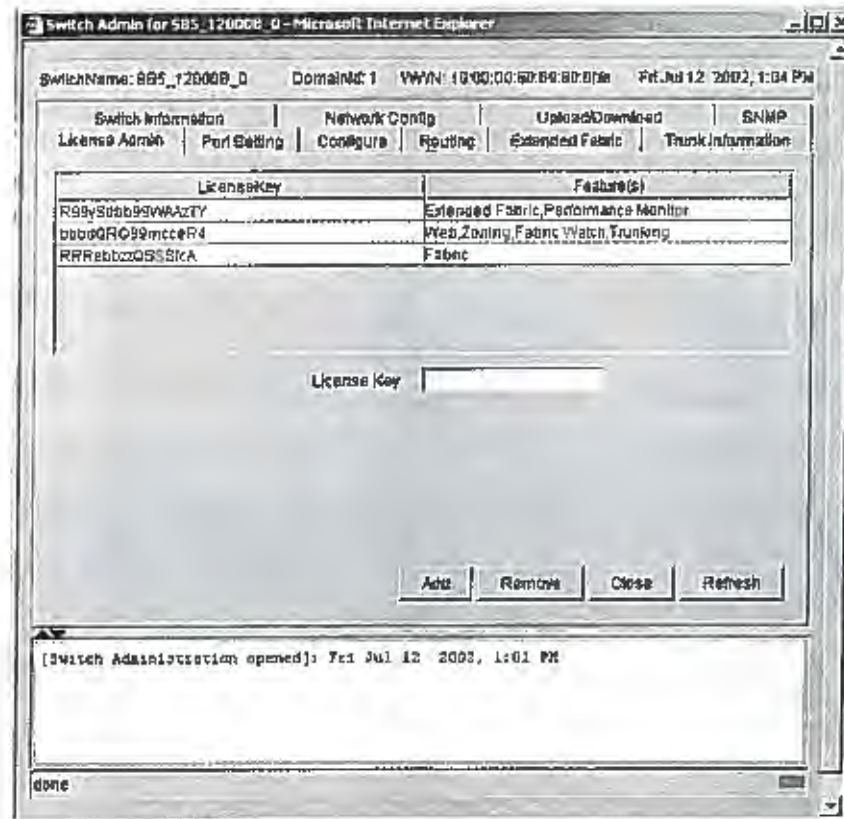 Switch Admin for - Microsoft Internet Explorer
SwitchName: DomainId: 1 WWN: Fri Jul 12 2002, 1:04 PM
Switch Information Network Config Upload/Download SNMP
License Admin Port Setting Configure Routing Extended Fabric Trunk Information
LicenseKey Feature(s)
Extended Fabric,Performance Monitor
Web,Zoning,Fabric Watch,Trunking
Fabric
License Key
Add Remove Close Refresh
[Switch Administration opened]: Fri Jul 12 2002, 1:01 PM
done